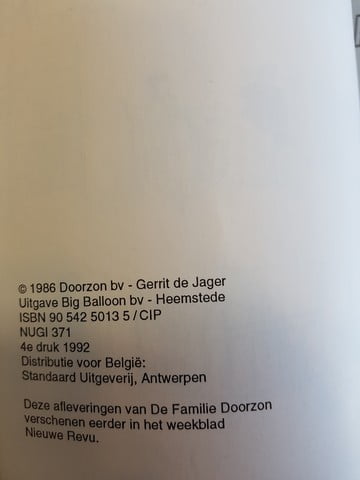 © 1986 Doorzon bv - Gerrit de Jager
Uitgave Big Balloon bv - Heemstede
ISBN 90 542 5013 5 / CIP
NUGI 371
4e druk 1992
Distributie voor België:
Standaard Uitgeverij, Antwerpen
Deze afleveringen van De Familie Doorzon
verschenen eerder in het weekblad
Nieuwe Revu.